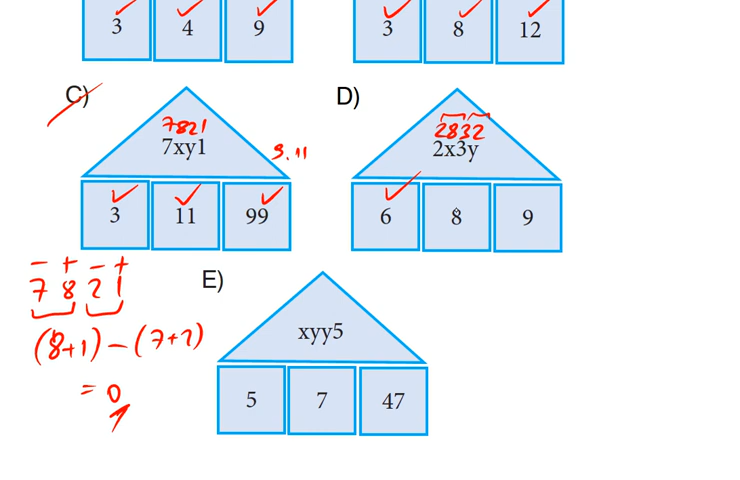 3 4 9
3 8 12
C)
7821
7xy1
9.11
3 11 99
D)
2832
2x3y
6 8 9
- + - +
7 8 2 1
(8+1)-(7+2)
= 0
E)
xyy5
5 7 47